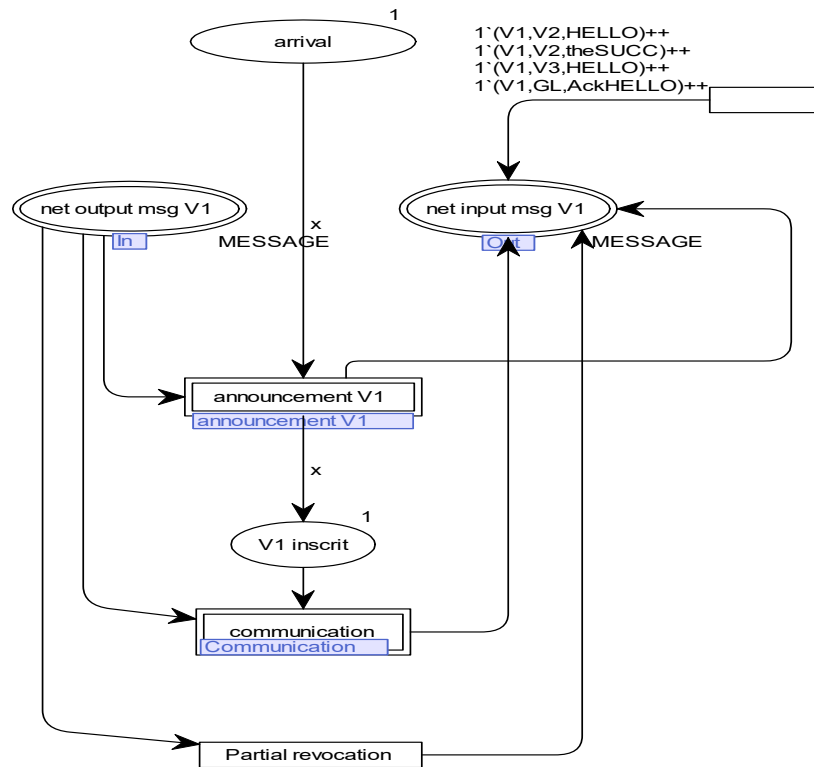 1
arrival
1`(V1,V2,HELLO)++
1`(V1,V2,theSUCC)++
1`(V1,V3,HELLO)++
1`(V1,GL,AckHELLO)++
net output msg V1
net input msg V1
x
In
MESSAGE
Out
MESSAGE
announcement V1
announcement V1
x
1
V1 inscrit
communication
Communication
Partial revocation